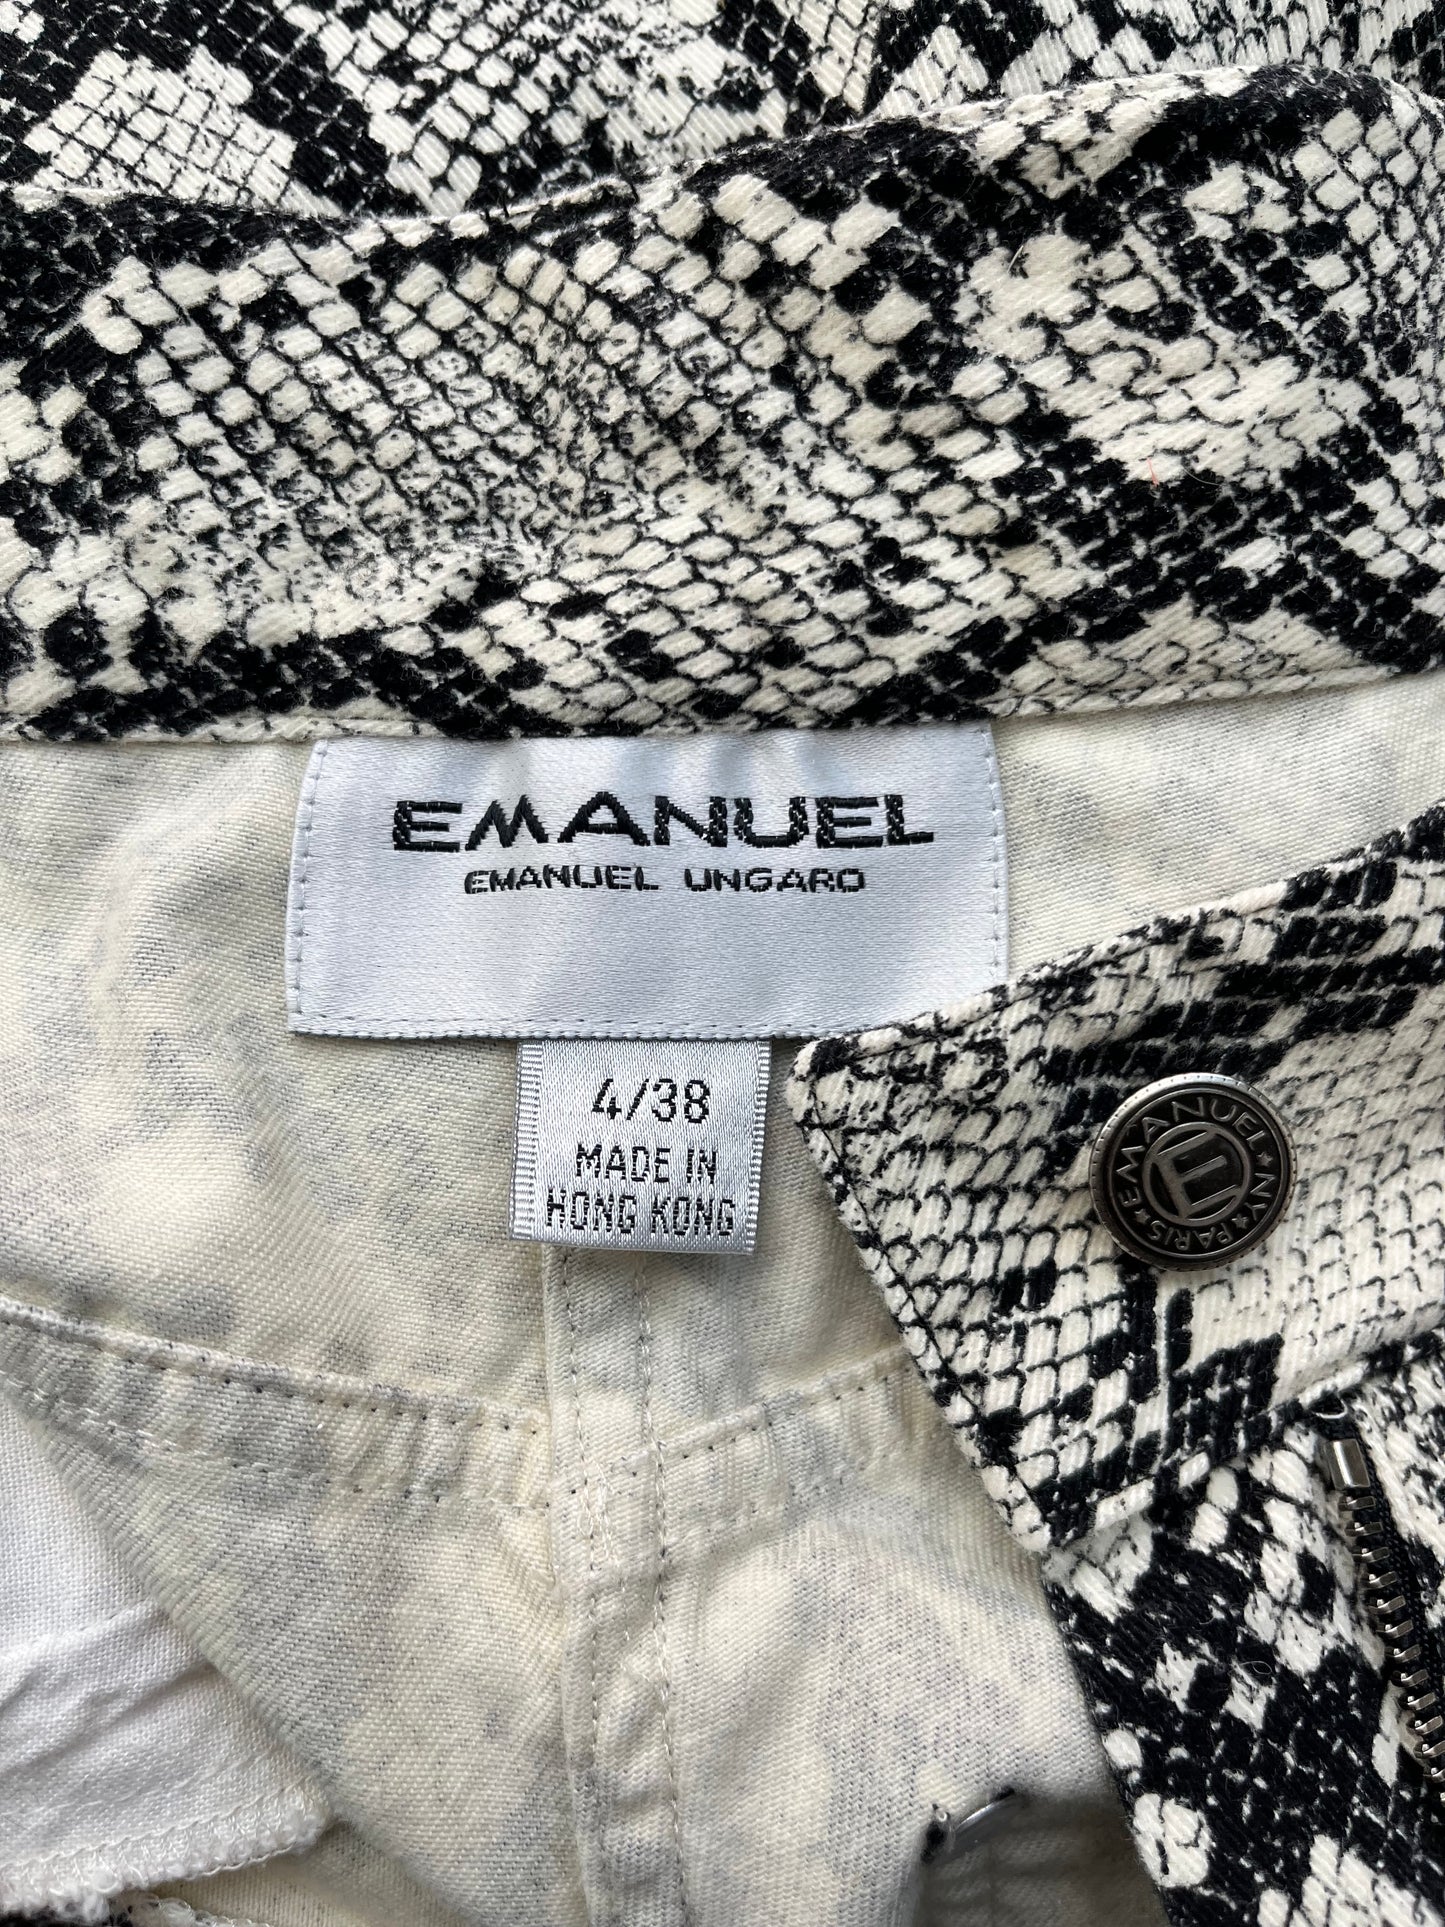 EMANUEL
EMANUEL UNGARO
4/38
MADE IN
HONG KONG
EMANUEL★NY★PARIS★
E